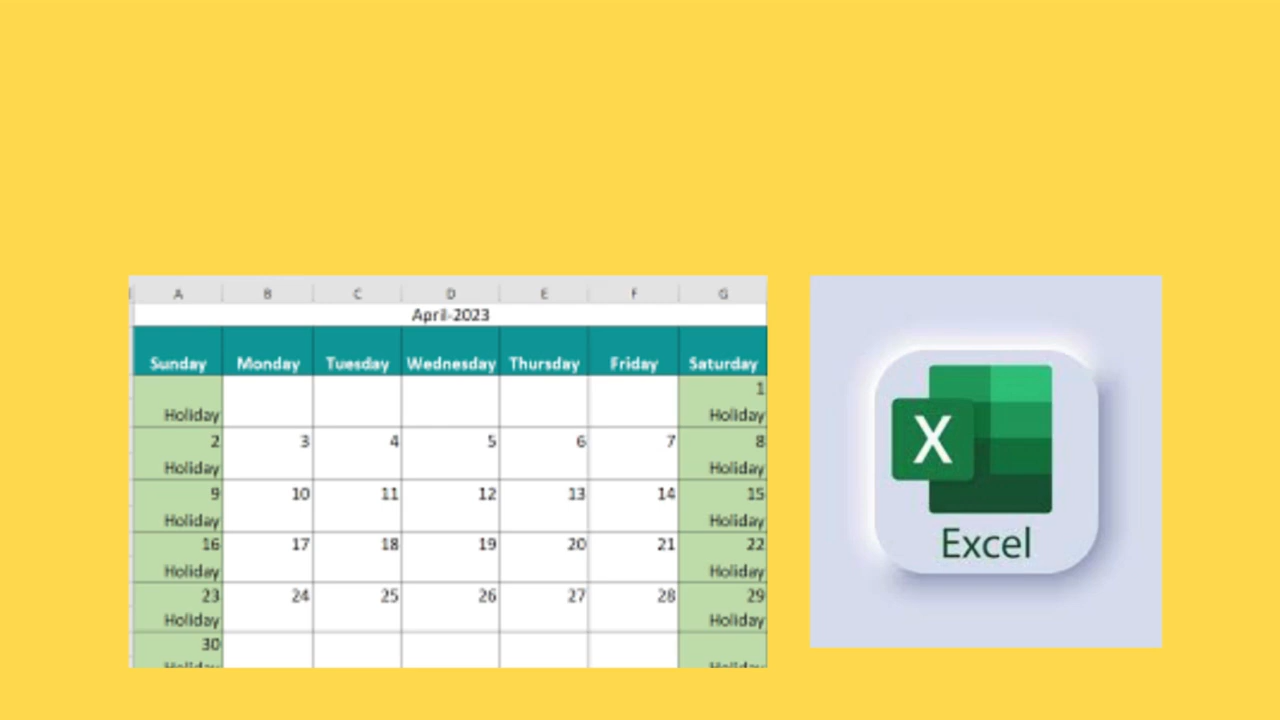 A B C D E F G
April-2023
Sunday Monday Tuesday Wednesday Thursday Friday Saturday
1
Holiday Holiday
2 3 4 5 6 7 8
Holiday Holiday
9 10 11 12 13 14 15
Holiday Holiday
16 17 18 19 20 21 22
Holiday Holiday
23 24 25 26 27 28 29
Holiday Holiday
30
Holiday Holiday
X
Excel